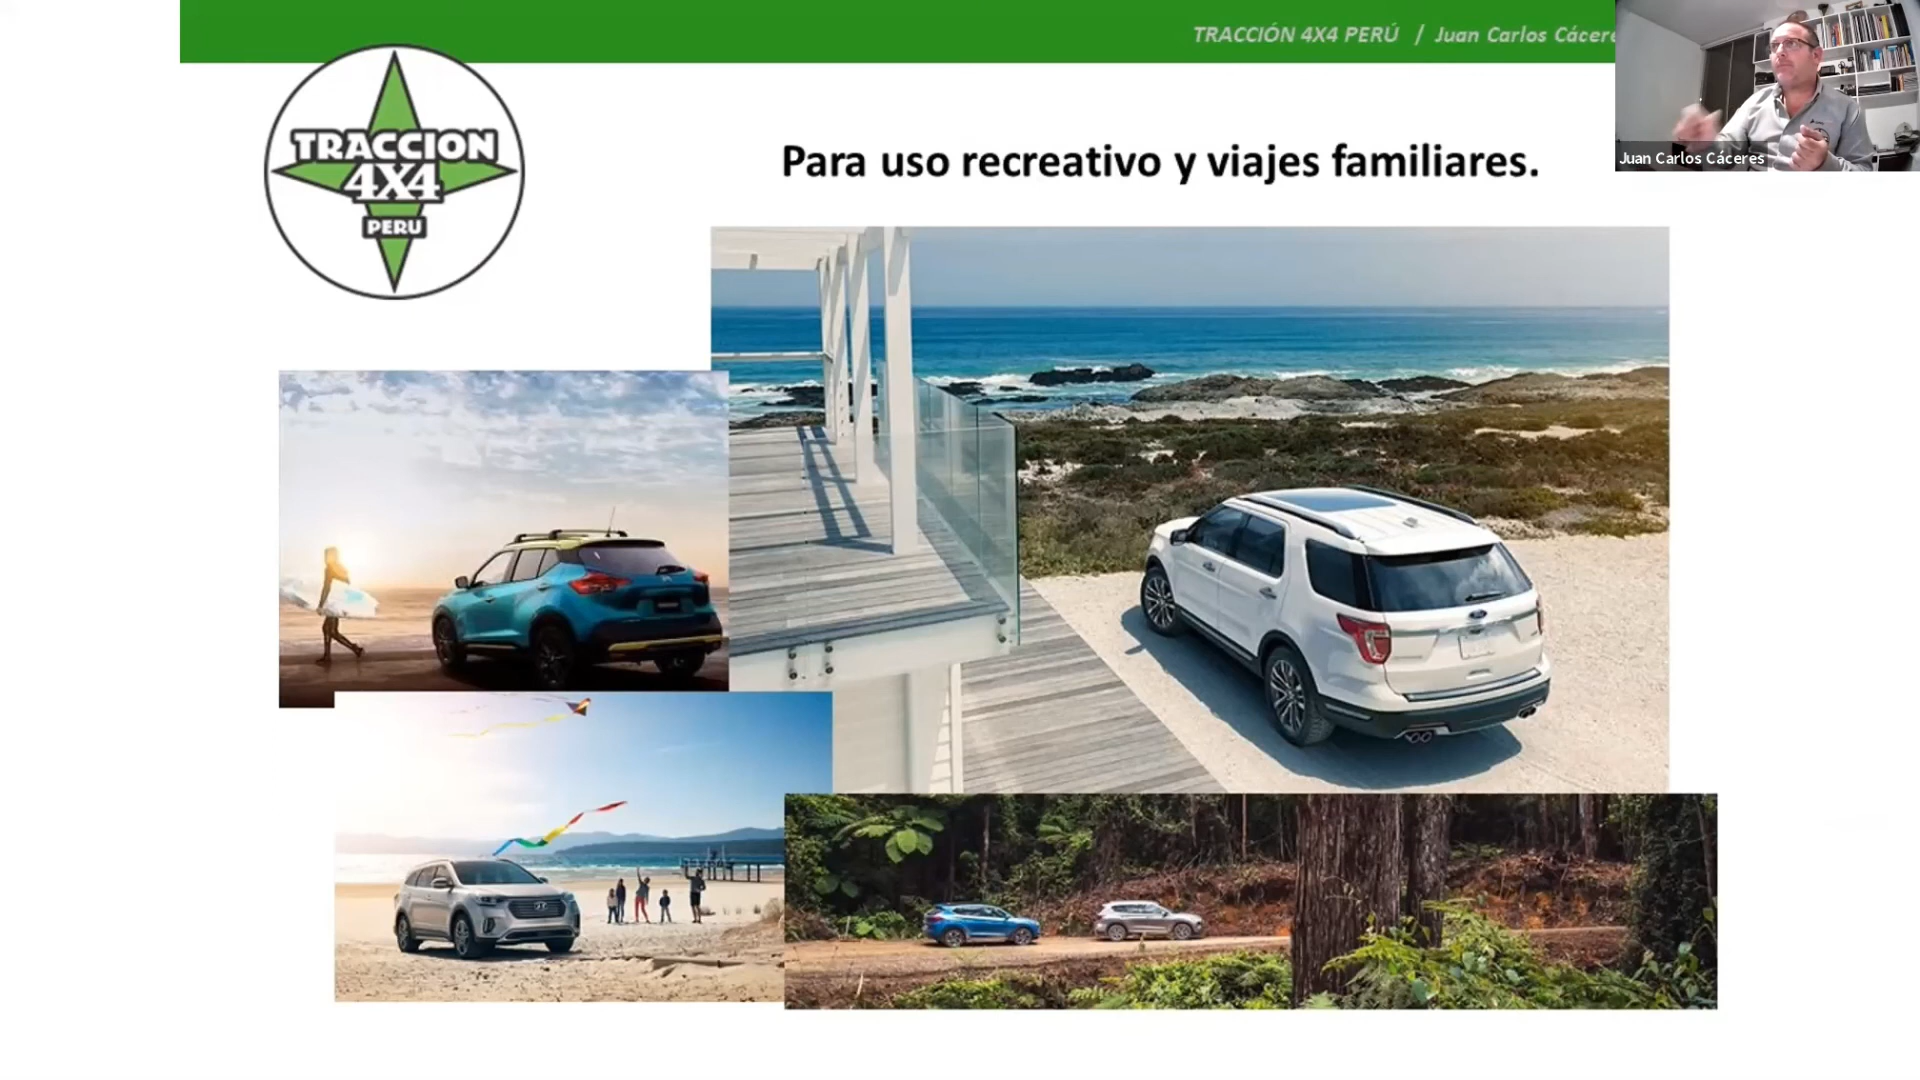 TRACCIÓN 4X4 PERÚ / Juan Carlos Cácere
Juan Carlos Cáceres
TRACCION
4X4
PERU
Para uso recreativo y viajes familiares.